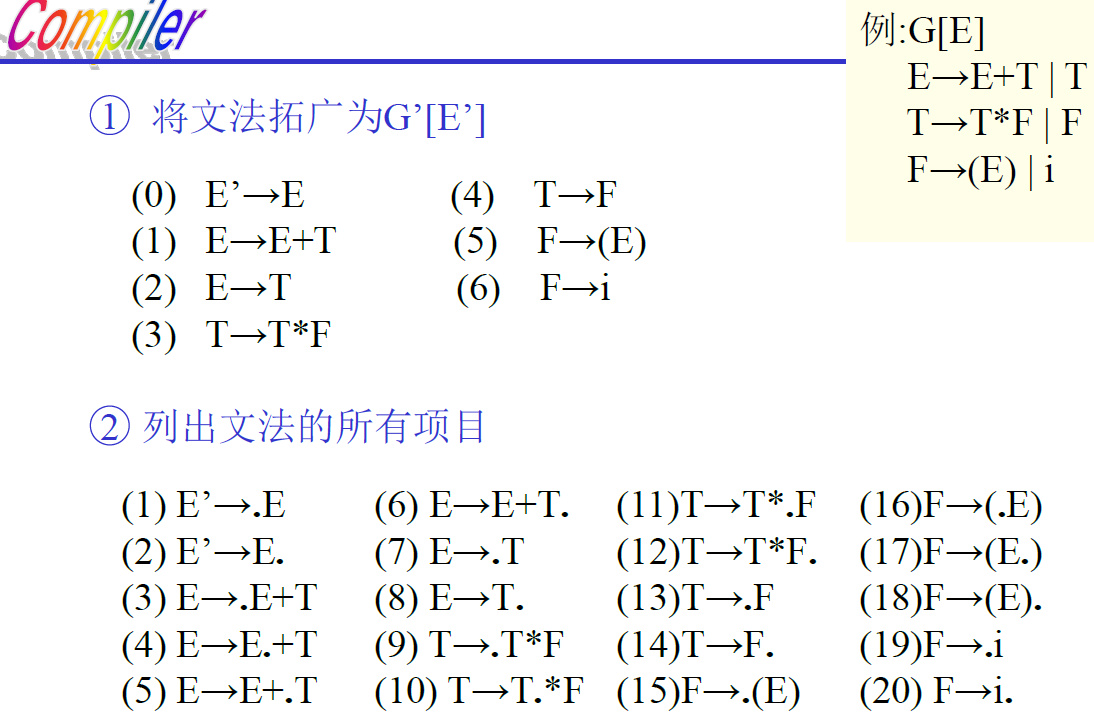 Compiler
例:G[E]
E→E+T | T
T→T*F | F
F→(E) | i
① 将文法拓广为G’[E’]
(0) E’→E (4) T→F
(1) E→E+T (5) F→(E)
(2) E→T (6) F→i
(3) T→T*F
② 列出文法的所有项目
(1) E’→.E (6) E→E+T. (11)T→T*.F (16)F→(.E)
(2) E’→E. (7) E→.T (12)T→T*F. (17)F→(E.)
(3) E→.E+T (8) E→T. (13)T→.F (18)F→(E).
(4) E→E.+T (9) T→.T*F (14)T→F. (19)F→.i
(5) E→E+.T (10) T→T.*F (15)F→.(E) (20) F→i.